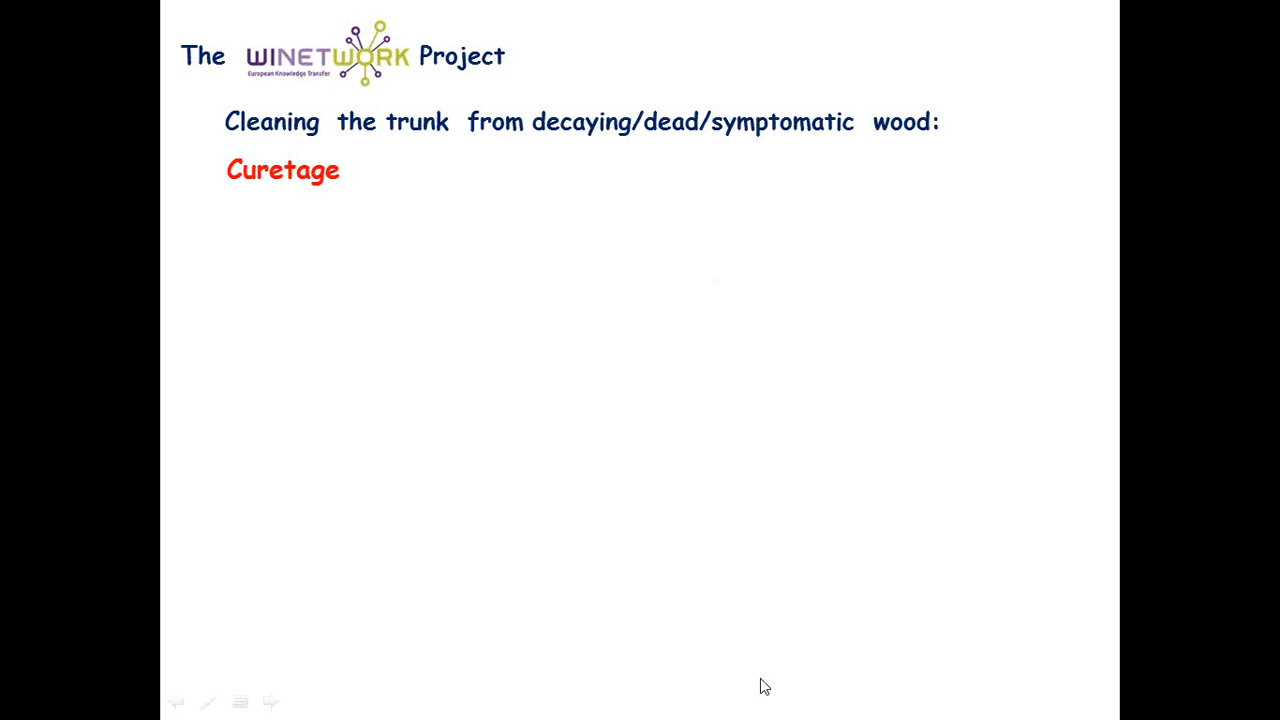 The WINETWORK Project
European Knowledge Transfer
Cleaning the trunk from decaying/dead/symptomatic wood:
Curetage